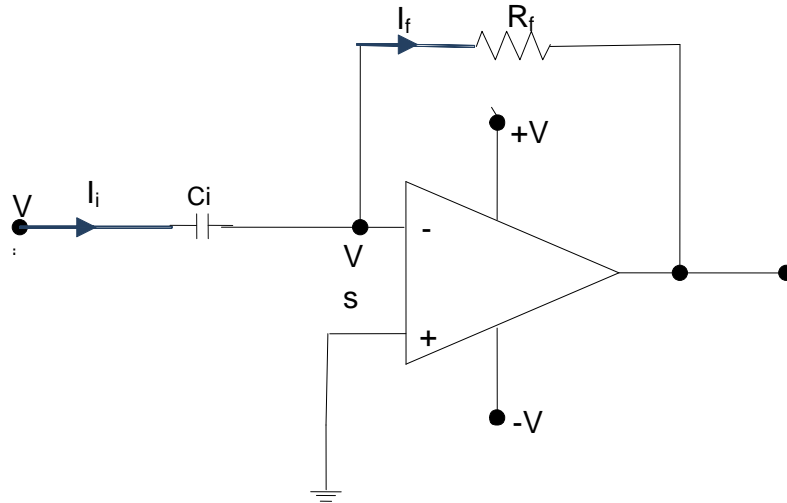 I_f
R_f
+V
V
I_i
Ci
-
V
s
+
-V